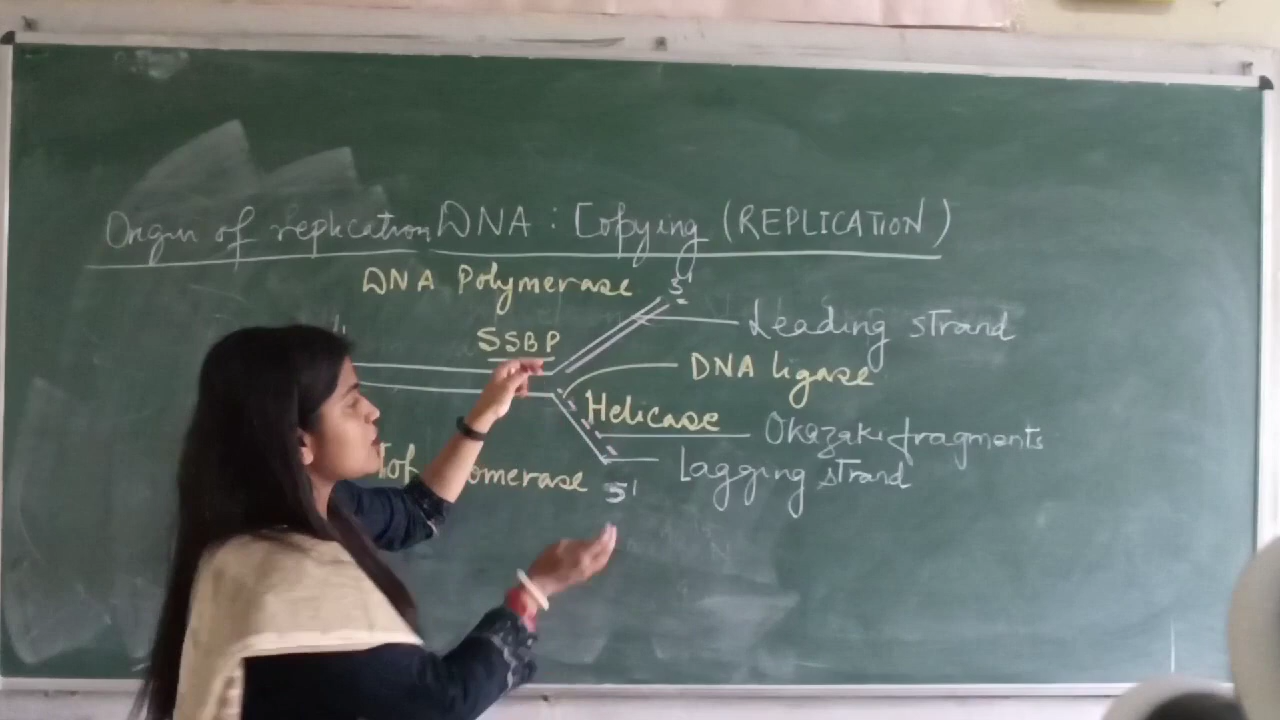 Origin of replication DNA : Copying (REPLICATION)
DNA Polymerase 5'
Leading strand
SSBP
DNA ligase
Helicase
Okazaki fragments
Lagging strand
omerase 5'